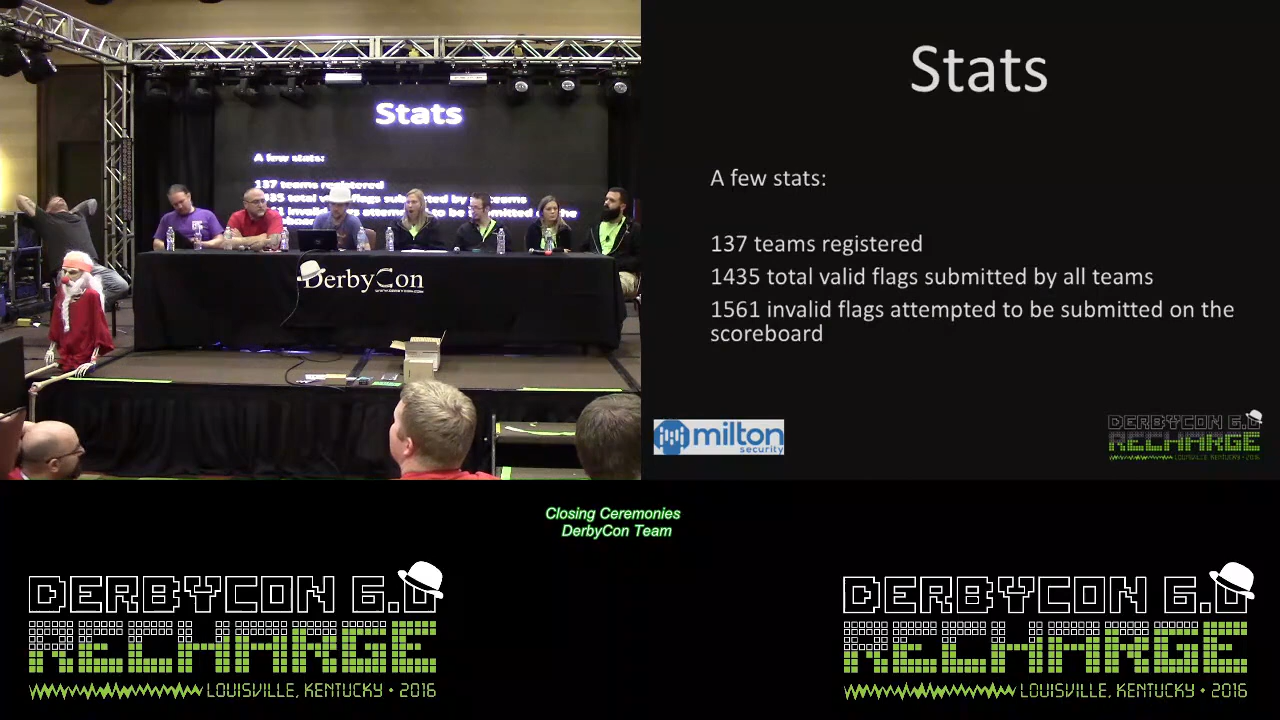 Stats
A few stats:
137 teams registered
1435 total valid flags submitted by all teams
1561 invalid flags attempted to be submitted on the
scoreboard
milton
security
DERBYCON 6.0
RECHARGE
LOUISVILLE, KENTUCKY • 2016
Stats
A few stats:
137 teams registered
DerbyCon
Closing Ceremonies
DerbyCon Team
DERBYCON 6.0
RECHARGE
LOUISVILLE, KENTUCKY • 2016
DERBYCON 6.0
RECHARGE
LOUISVILLE, KENTUCKY • 2016